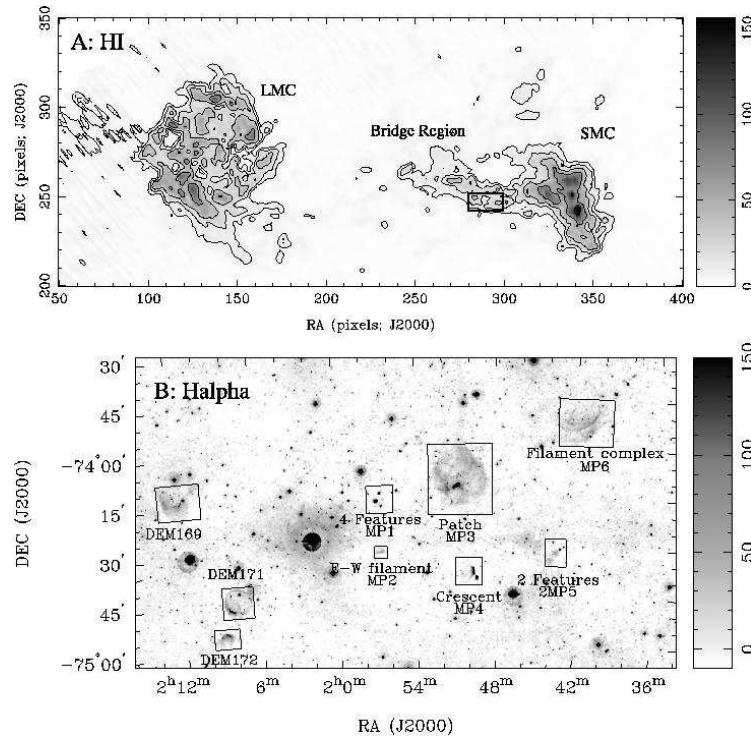 A: HI
LMC
Bridge Region
SMC
DEC (pixels; J2000)
350
300
250
200
50 100 150 200 250 300 350 400
RA (pixels; J2000)
150
100
50
0
B: Halpha
DEC (J2000)
30′
45′
−74°00′
15′
30′
45′
−75°00′
Filament complex
MP6
DEM169
4 Features
MP1
Patch
MP3
E-W filament
MP2
DEM171
Crescent
MP4
2 Features
2MP5
DEM172
2ʰ12ᵐ 6ᵐ 2ʰ0ᵐ 54ᵐ 48ᵐ 42ᵐ 36ᵐ
RA (J2000)
150
100
50
0